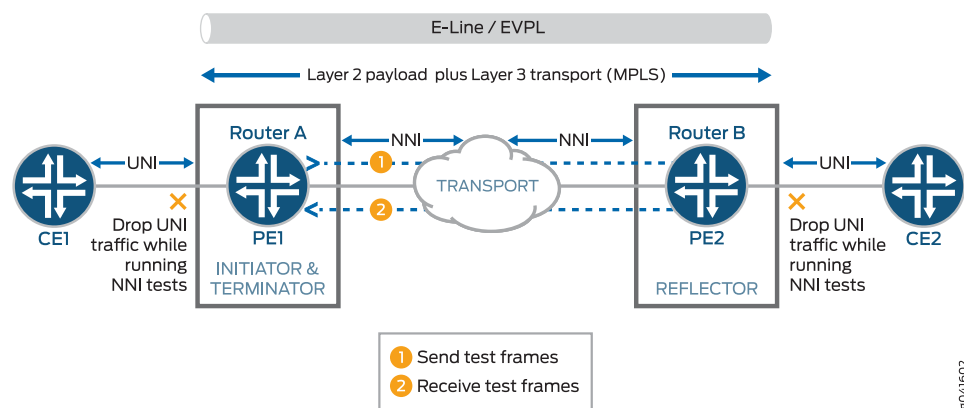 E-Line / EVPL
Layer 2 payload plus Layer 3 transport (MPLS)
Router A
NNI
NNI
Router B
UNI
1
UNI
TRANSPORT
2
CE1
Drop UNI
traffic while
running
NNI tests
PE1
INITIATOR &
TERMINATOR
PE2
REFLECTOR
CE2
Drop UNI
traffic while
running
NNI tests
1 Send test frames
2 Receive test frames
g041602